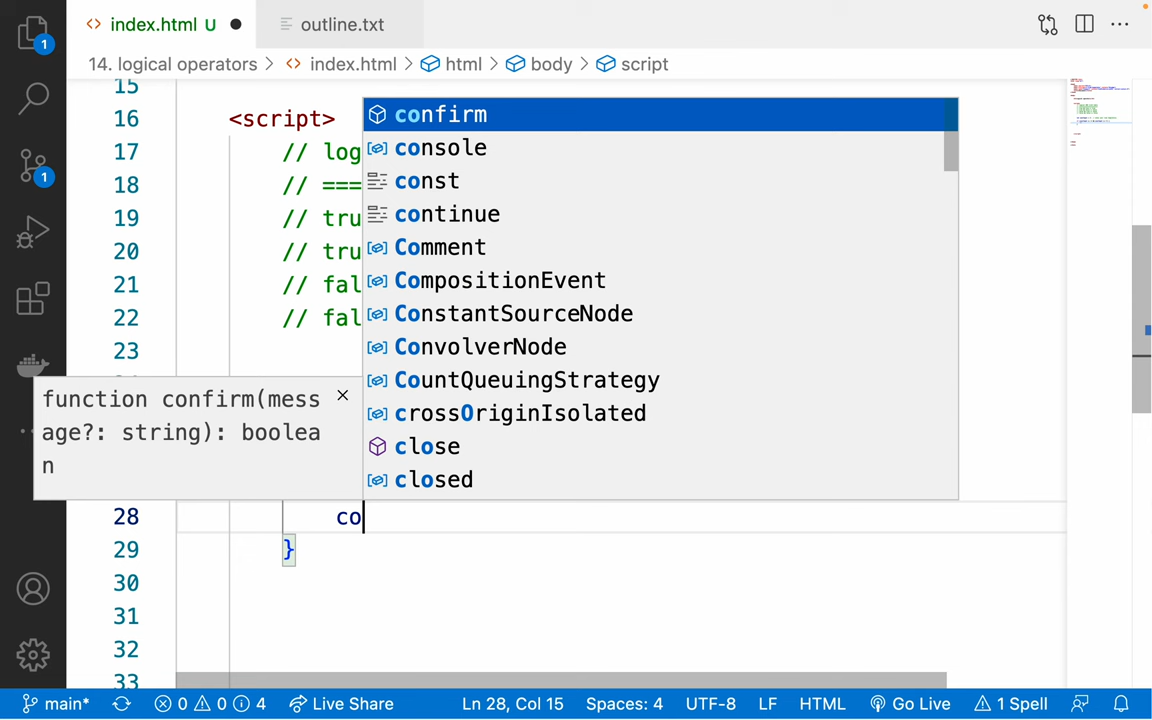 index.html U
outline.txt
14. logical operators > index.html > html > body > script
1
1
15
16 <script>
17 // log
18 // ===
19 // tru
20 // tru
21 // fal
22 // fal
23
confirm
console
const
continue
Comment
CompositionEvent
ConstantSourceNode
ConvolverNode
CountQueuingStrategy
crossOriginIsolated
close
closed
function confirm(mess
age?: string): boolea
n
28 co
29 }
30
31
32
33
main* 0 0 4 Live Share Ln 28, Col 15 Spaces: 4 UTF-8 LF HTML Go Live 1 Spell